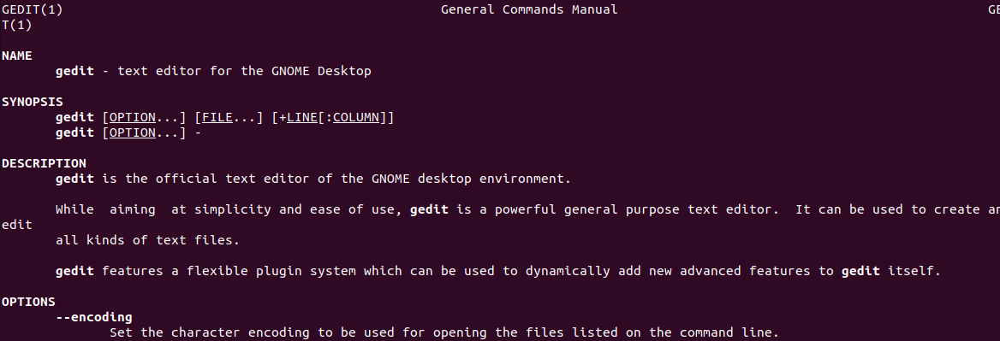 GEDIT(1) General Commands Manual GE
T(1)
NAME
gedit - text editor for the GNOME Desktop
SYNOPSIS
gedit [OPTION...] [FILE...] [+LINE[:COLUMN]]
gedit [OPTION...] -
DESCRIPTION
gedit is the official text editor of the GNOME desktop environment.
While  aiming  at simplicity and ease of use, gedit is a powerful general purpose text editor.  It can be used to create an
edit
all kinds of text files.
gedit features a flexible plugin system which can be used to dynamically add new advanced features to gedit itself.
OPTIONS
--encoding
Set the character encoding to be used for opening the files listed on the command line.